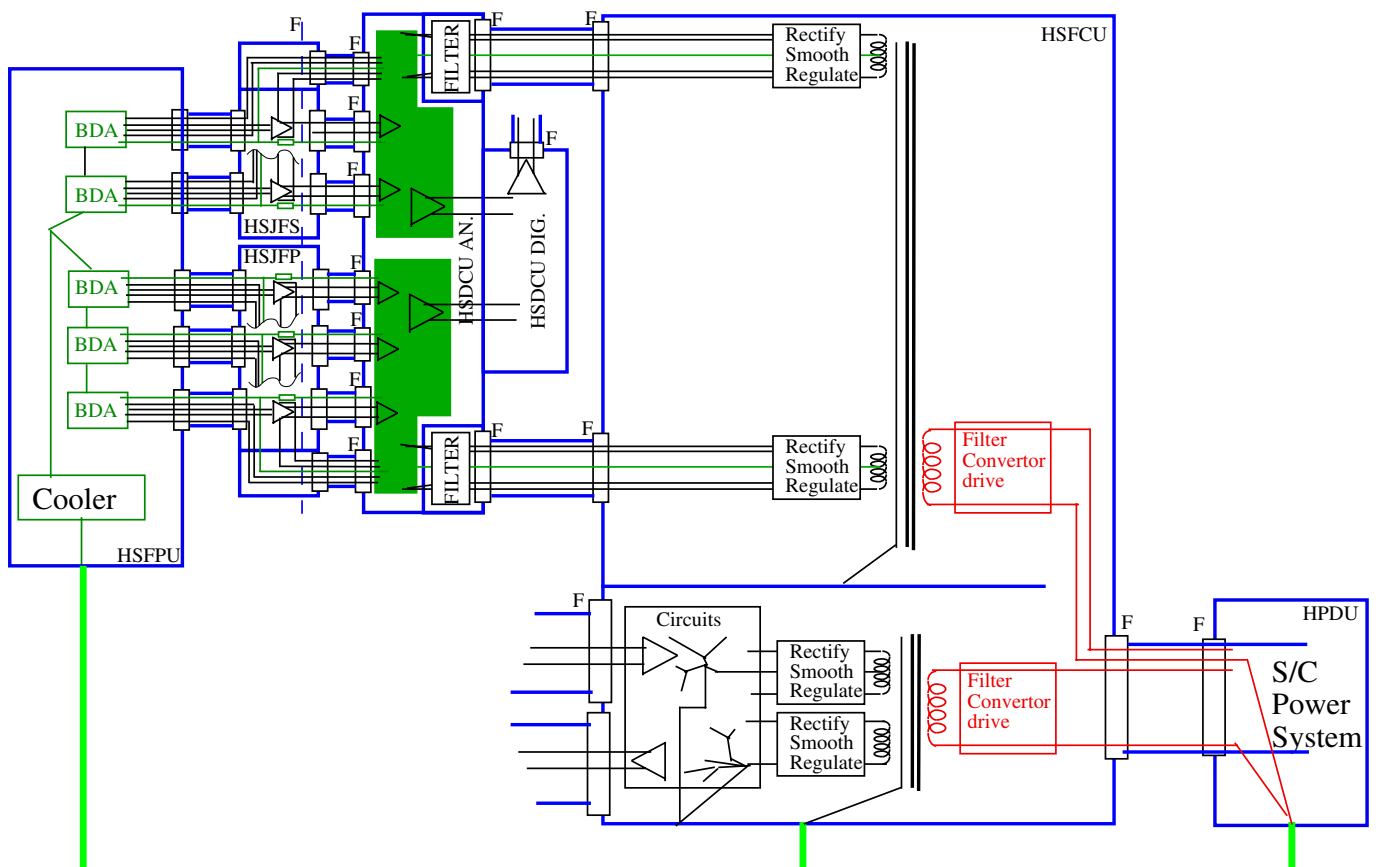 F
F
F
F
HSFCU
Rectify
Smooth
Regulate
FILTER
BDA
F
F
BDA
F
HSJFS
HSJFP
HSDCU AN.
HSDCU DIG.
F
BDA
F
BDA
F
BDA
F
F
F
FILTER
Rectify
Smooth
Regulate
Filter
Convertor
drive
Cooler
HSFPU
F
Circuits
Rectify
Smooth
Regulate
Rectify
Smooth
Regulate
Filter
Convertor
drive
F
F
HPDU
S/C
Power
System